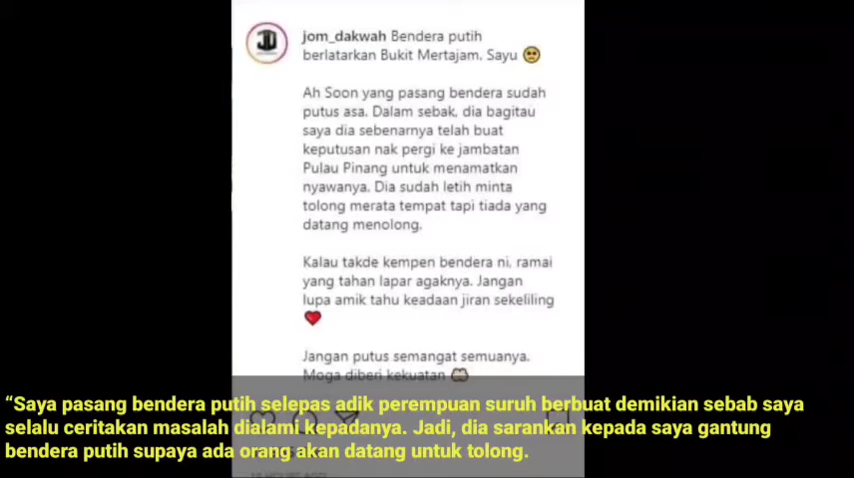 jom_dakwah Bendera putih
berlatarkan Bukit Mertajam. Sayu 🥺
Ah Soon yang pasang bendera sudah
putus asa. Dalam sebak, dia bagitau
saya dia sebenarnya telah buat
keputusan nak pergi ke jambatan
Pulau Pinang untuk menamatkan
nyawanya. Dia sudah letih minta
tolong merata tempat tapi tiada yang
datang menolong.
Kalau takde kempen bendera ni, ramai
yang tahan lapar agaknya. Jangan
lupa amik tahu keadaan jiran sekeliling
❤️
Jangan putus semangat semuanya.
Moga diberi kekuatan 🤲
“Saya pasang bendera putih selepas adik perempuan suruh berbuat demikian sebab saya
selalu ceritakan masalah dialami kepadanya. Jadi, dia sarankan kepada saya gantung
bendera putih supaya ada orang akan datang untuk tolong.